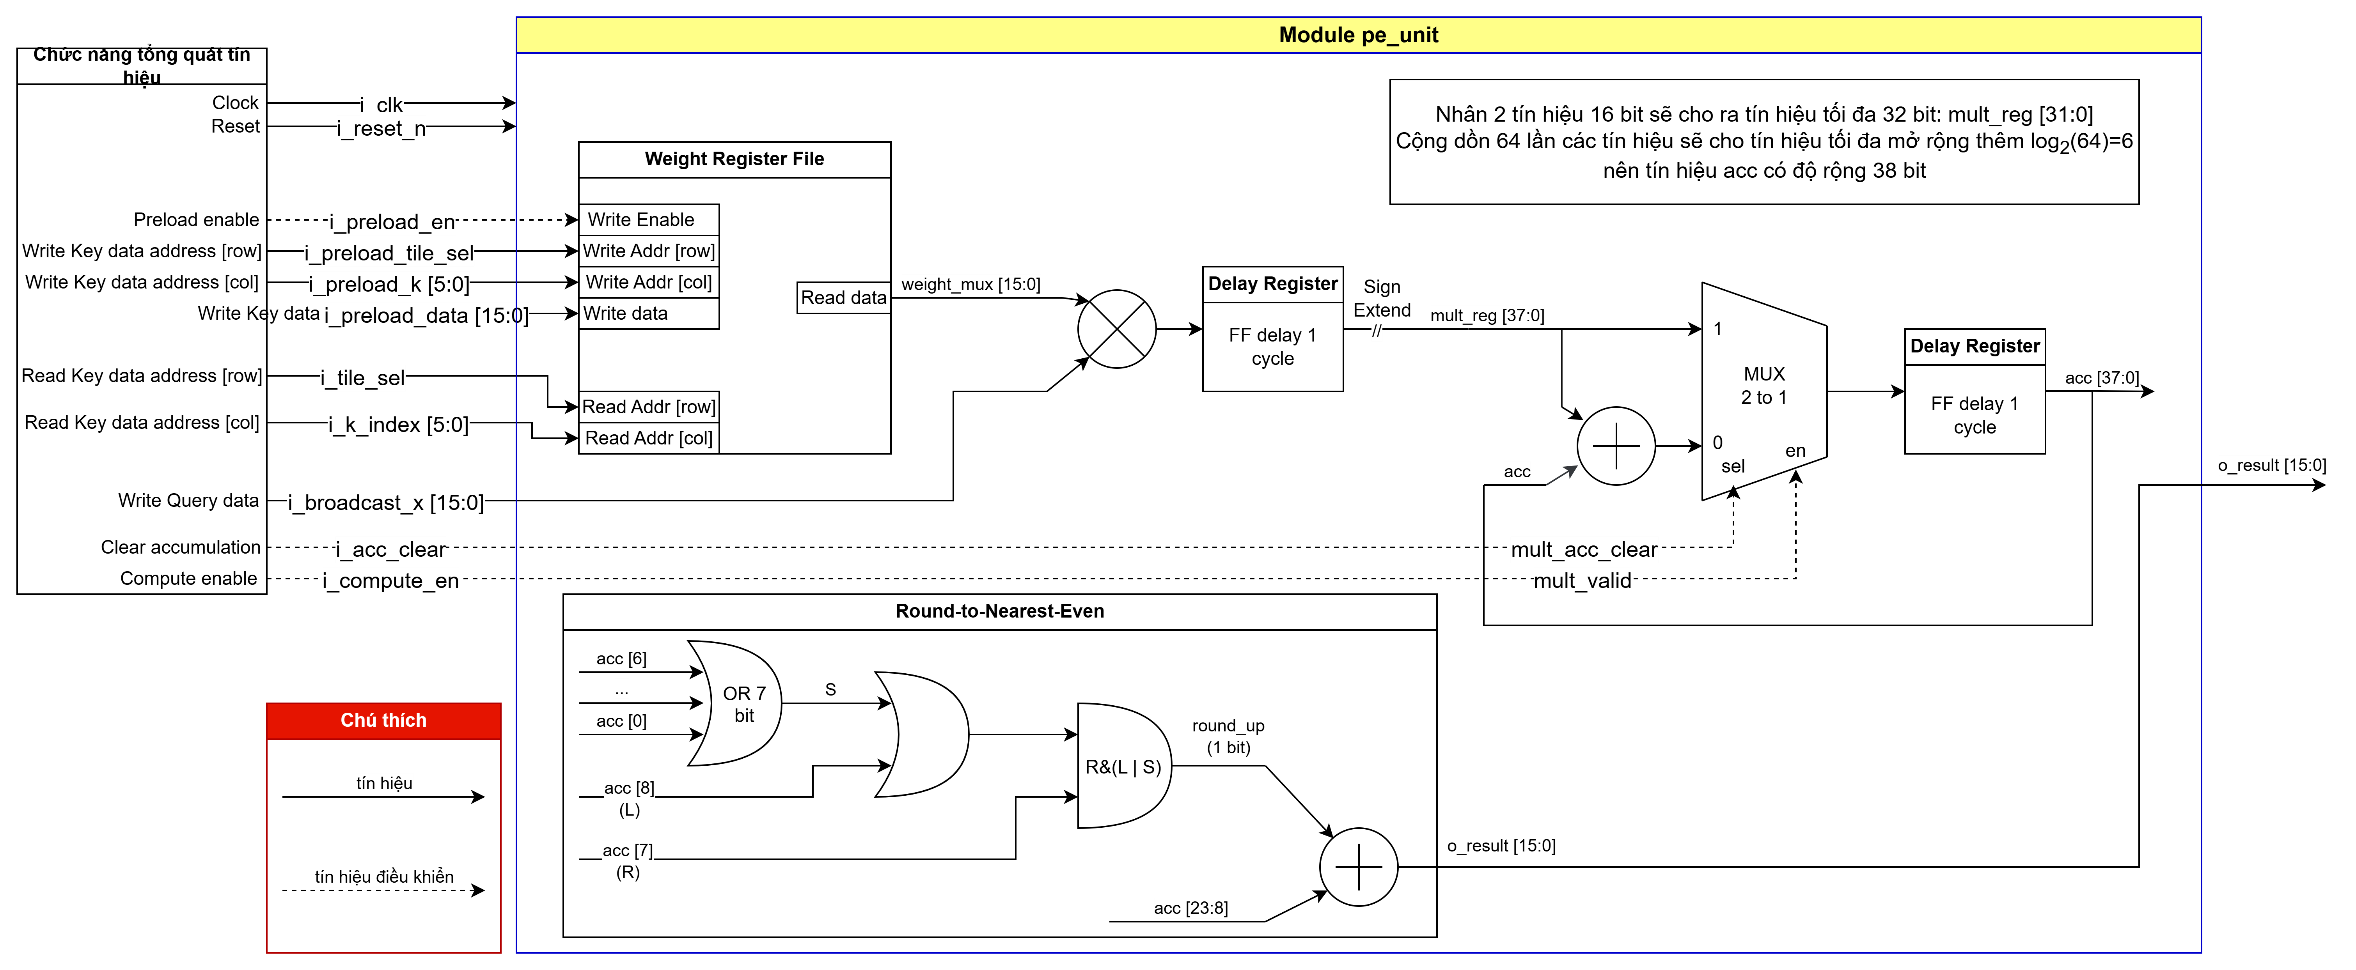 Module pe_unit
Chức năng tổng quát tín
hiệu
Clock
i_clk
Reset
i_reset_n
Preload enable
i_preload_en
Write Key data address [row]
i_preload_tile_sel
Write Key data address [col]
i_preload_k [5:0]
Write Key data
i_preload_data [15:0]
Read Key data address [row]
i_tile_sel
Read Key data address [col]
i_k_index [5:0]
Write Query data
i_broadcast_x [15:0]
Clear accumulation
i_acc_clear
Compute enable
i_compute_en
Weight Register File
Write Enable
Write Addr [row]
Write Addr [col]
Write data
Read data
Read Addr [row]
Read Addr [col]
weight_mux [15:0]
Nhân 2 tín hiệu 16 bit sẽ cho ra tín hiệu tối đa 32 bit: mult_reg [31:0]
Cộng dồn 64 lần các tín hiệu sẽ cho tín hiệu tối đa mở rộng thêm log2(64)=6
nên tín hiệu acc có độ rộng 38 bit
Delay Register
FF delay 1
cycle
Sign
Extend
//
mult_reg [37:0]
1
MUX
2 to 1
0
sel
en
acc
Delay Register
FF delay 1
cycle
acc [37:0]
o_result [15:0]
mult_acc_clear
mult_valid
Round-to-Nearest-Even
acc [6]
...
acc [0]
OR 7
bit
S
acc [8]
(L)
acc [7]
(R)
R&(L | S)
round_up
(1 bit)
acc [23:8]
o_result [15:0]
Chú thích
tín hiệu
tín hiệu điều khiển